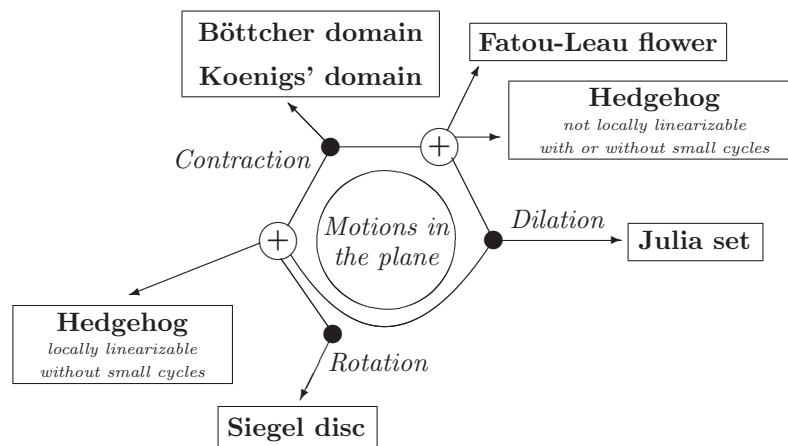 Böttcher domain
Koenigs' domain
Fatou-Leau flower
Hedgehog
not locally linearizable
with or without small cycles
+
Contraction
Motions in
the plane
Dilation
Julia set
+
Hedgehog
locally linearizable
without small cycles
Rotation
Siegel disc